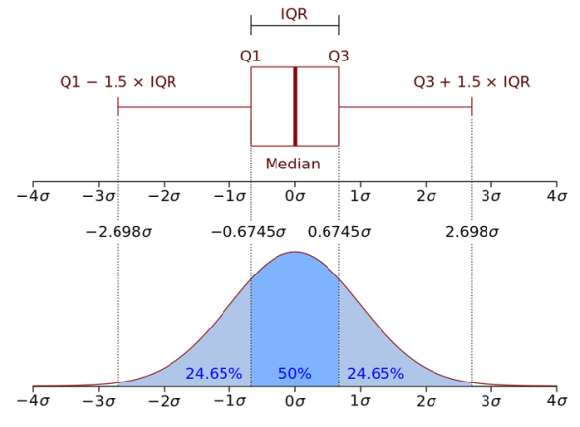 IQR
Q1 Q3
Q1 − 1.5 × IQR Q3 + 1.5 × IQR
Median
−4σ −3σ −2σ −1σ 0σ 1σ 2σ 3σ 4σ
−2.698σ −0.6745σ 0.6745σ 2.698σ
24.65% 50% 24.65%
−4σ −3σ −2σ −1σ 0σ 1σ 2σ 3σ 4σ